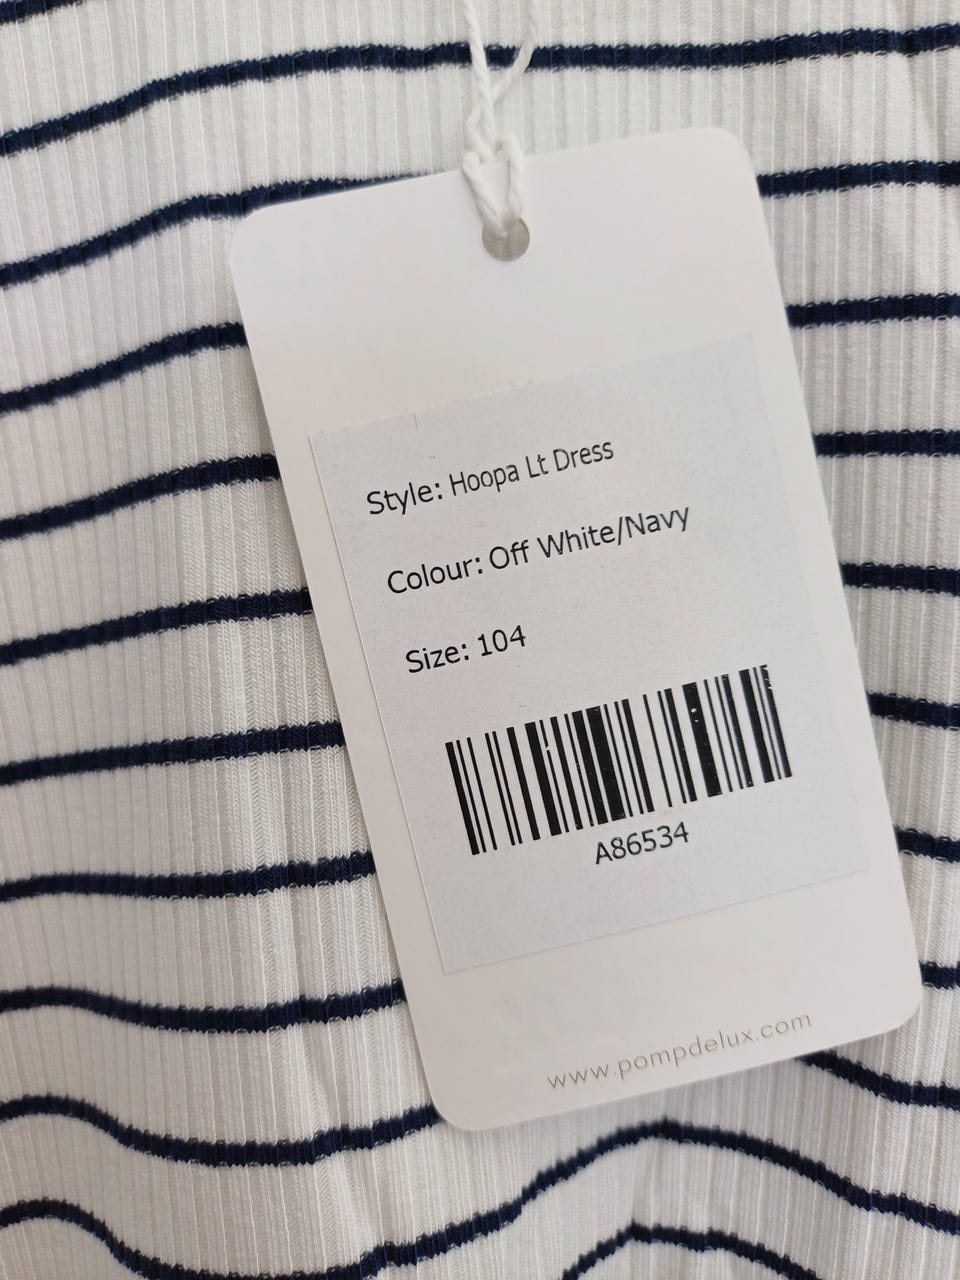 Style: Hoopa Lt Dress
Colour: Off White/Navy
Size: 104
A86534
www.pompdelux.com